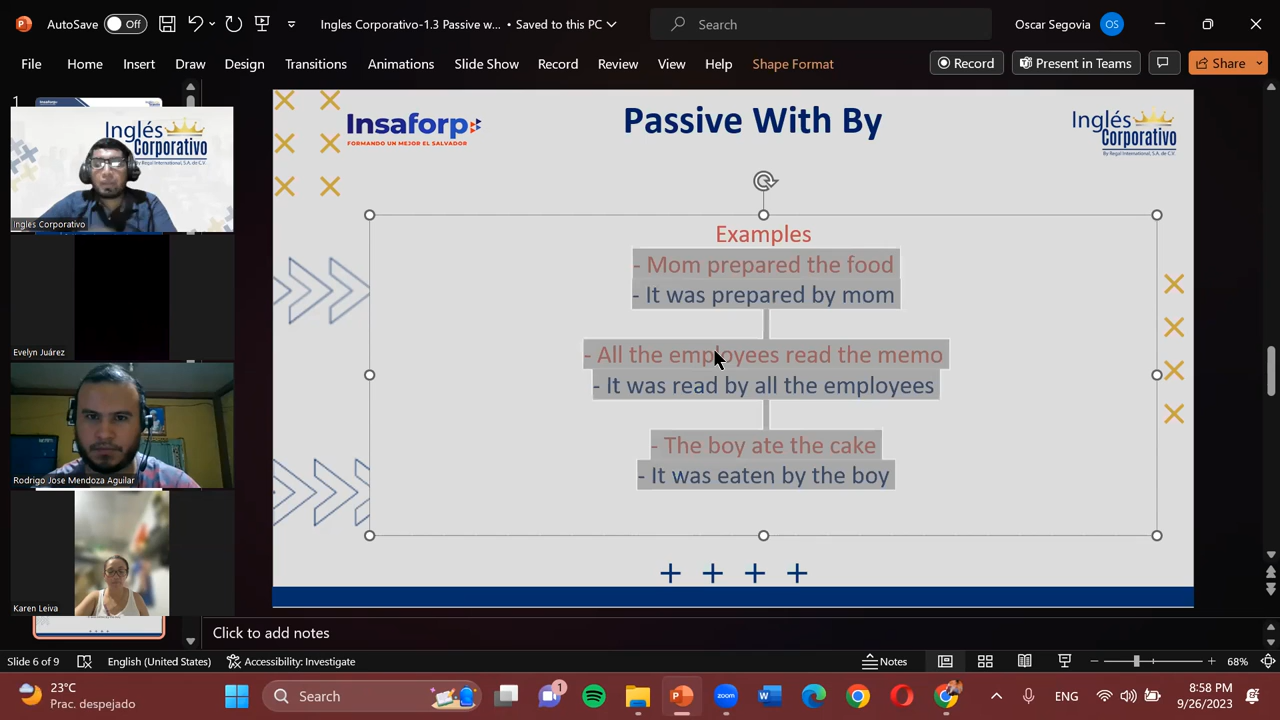 AutoSave Off Ingles Corporativo-1.3 Passive w... • Saved to this PC Search Oscar Segovia OS
File Home Insert Draw Design Transitions Animations Slide Show Record Review View Help Shape Format Record Present in Teams Share
1
Inglés Corporativo
Ingles Corporativo
Evelyn Juárez
Rodrigo Jose Mendoza Aguilar
Karen Leiva
Insaforp
FORMANDO UN MEJOR EL SALVADOR
Passive With By
Inglés
Corporativo
By Regal International, S.A. de C.V.
Examples
- Mom prepared the food
- It was prepared by mom
- All the employees read the memo
- It was read by all the employees
- The boy ate the cake
- It was eaten by the boy
Click to add notes
Slide 6 of 9 English (United States) Accessibility: Investigate Notes 68%
23°C
Prac. despejado
Search
1
zoom
ENG
8:58 PM
9/26/2023